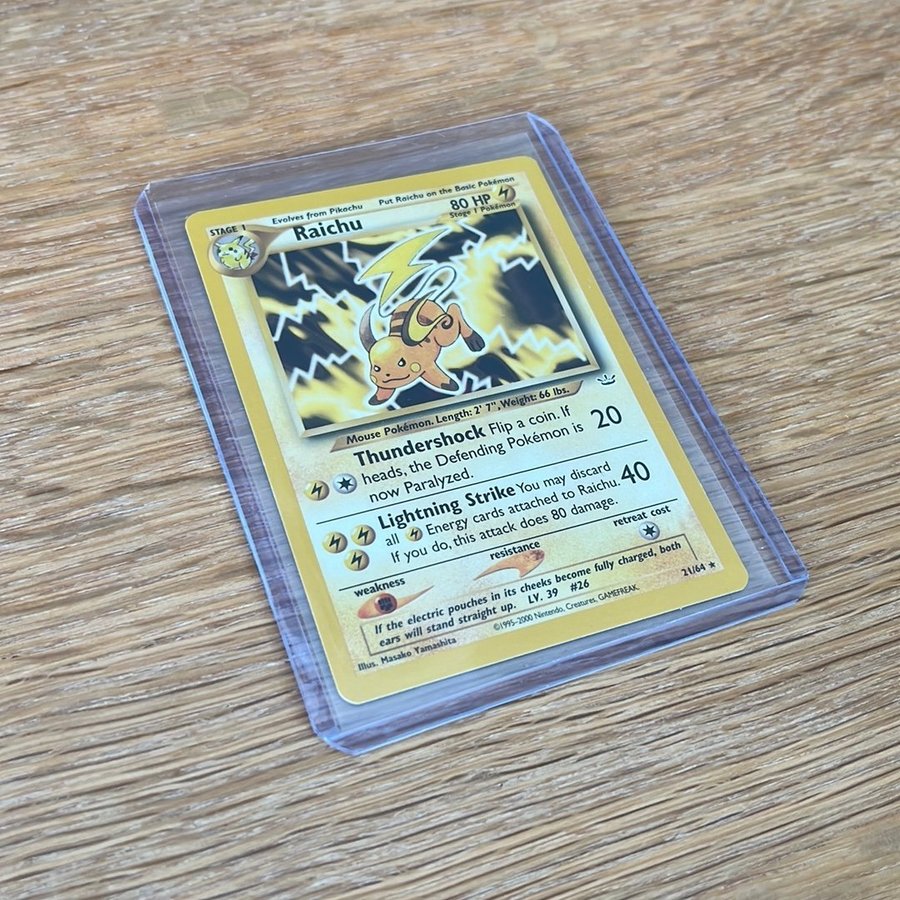 Evolves from Pikachu Put Raichu on the Basic Pokémon
STAGE 1 Raichu 80 HP
Stage 1 Pokémon
Mouse Pokémon. Length: 2' 7", Weight: 66 lbs.
Thundershock Flip a coin. If
heads, the Defending Pokémon is
now Paralyzed.
20
Lightning Strike You may discard
all Energy cards attached to Raichu.
If you do, this attack does 80 damage.
40
weakness resistance retreat cost
If the electric pouches in its cheeks become fully charged, both
ears will stand straight up. LV. 39 #26
Illus. Masako Yamashita ©1995-2000 Nintendo, Creatures, GAMEFREAK 21/64 ★